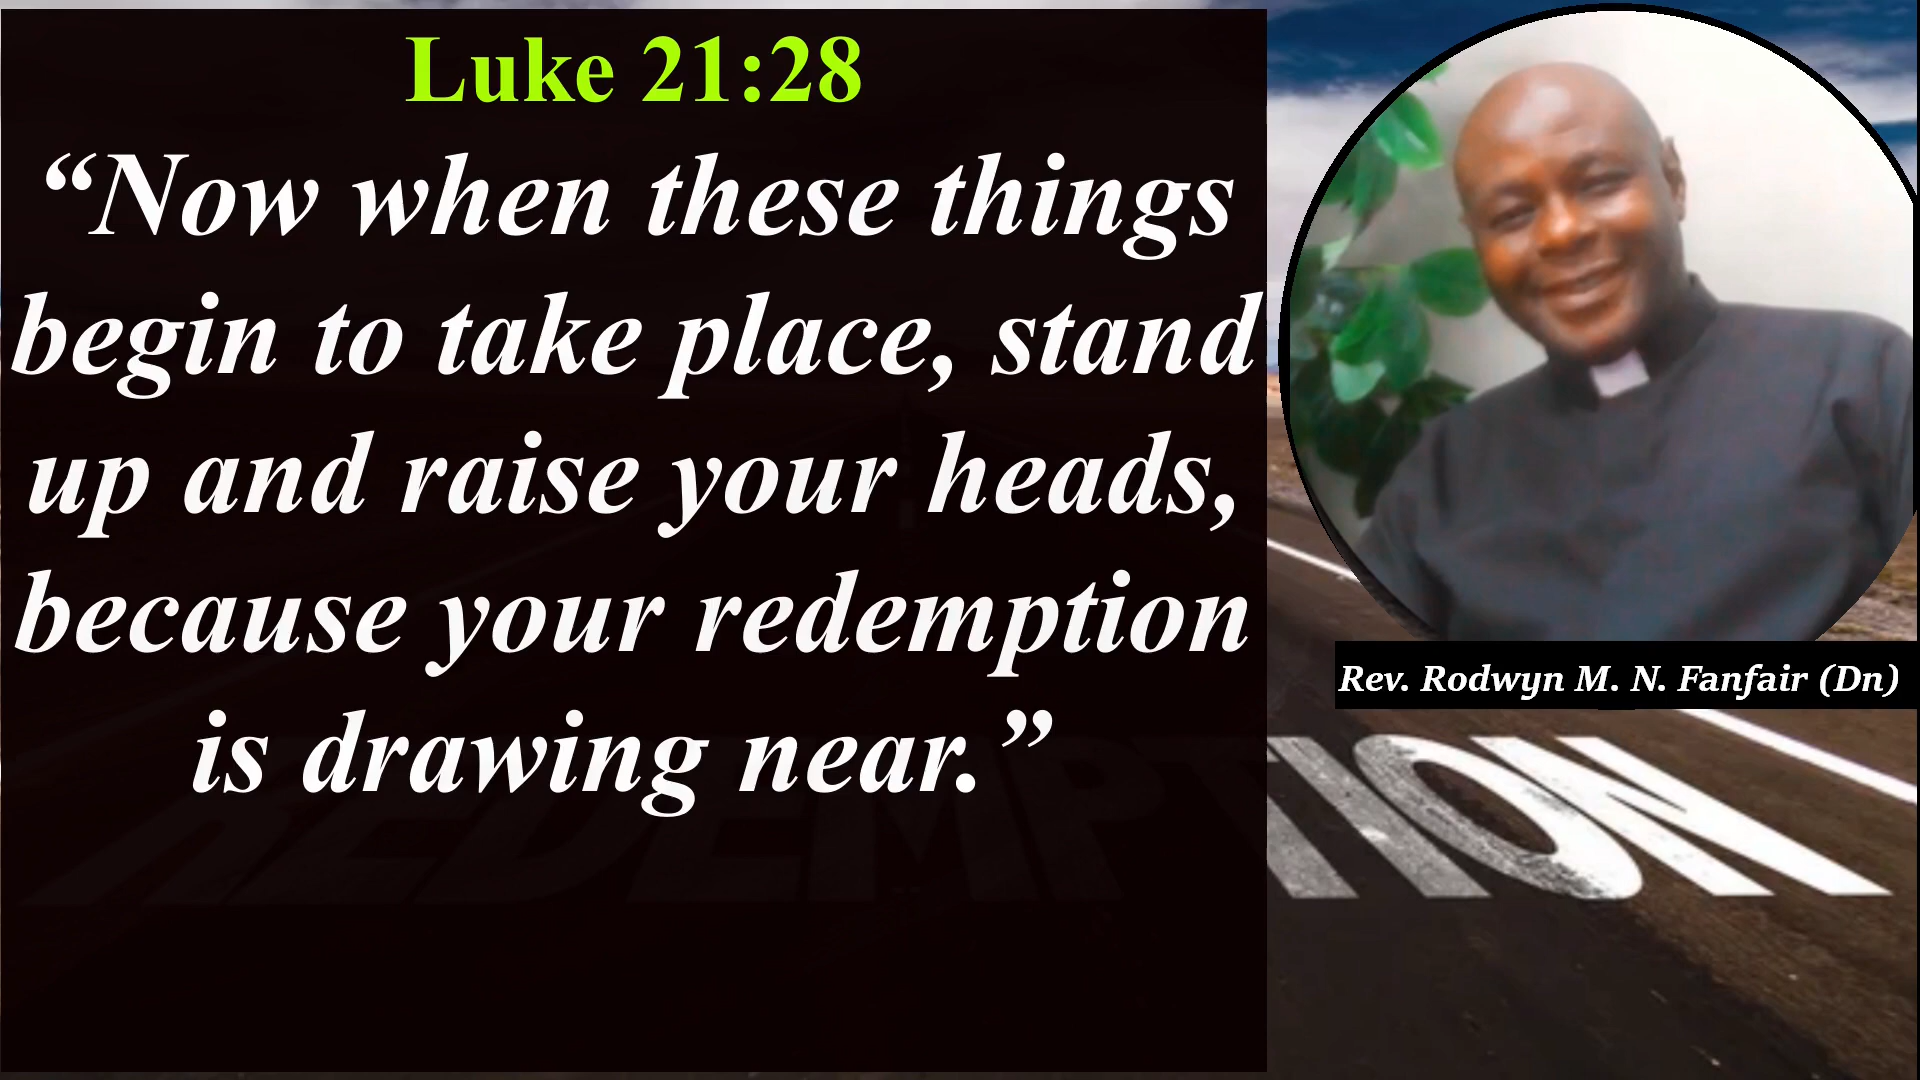 Luke 21:28
“Now when these things
begin to take place, stand
up and raise your heads,
because your redemption
is drawing near.”
Rev. Rodwyn M. N. Fanfair (Dn)
REDEMPTION